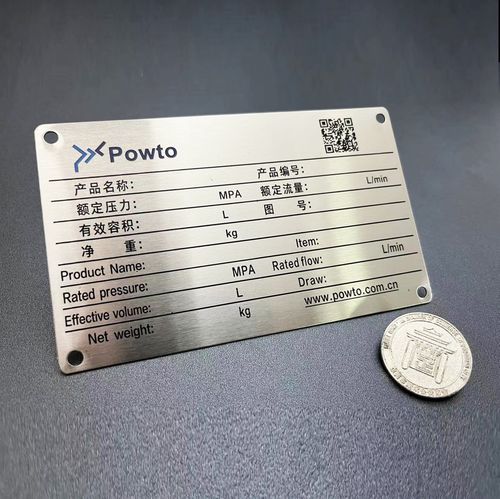 Powto
产品名称: 产品编号:
额定压力: MPA 额定流量: L/min
有效容积: L 图 号:
净 重: kg
Product Name: Item:
Rated pressure: MPA Rated flow: L/min
Effective volume: L Draw:
Net weight: kg www.powto.com.cn